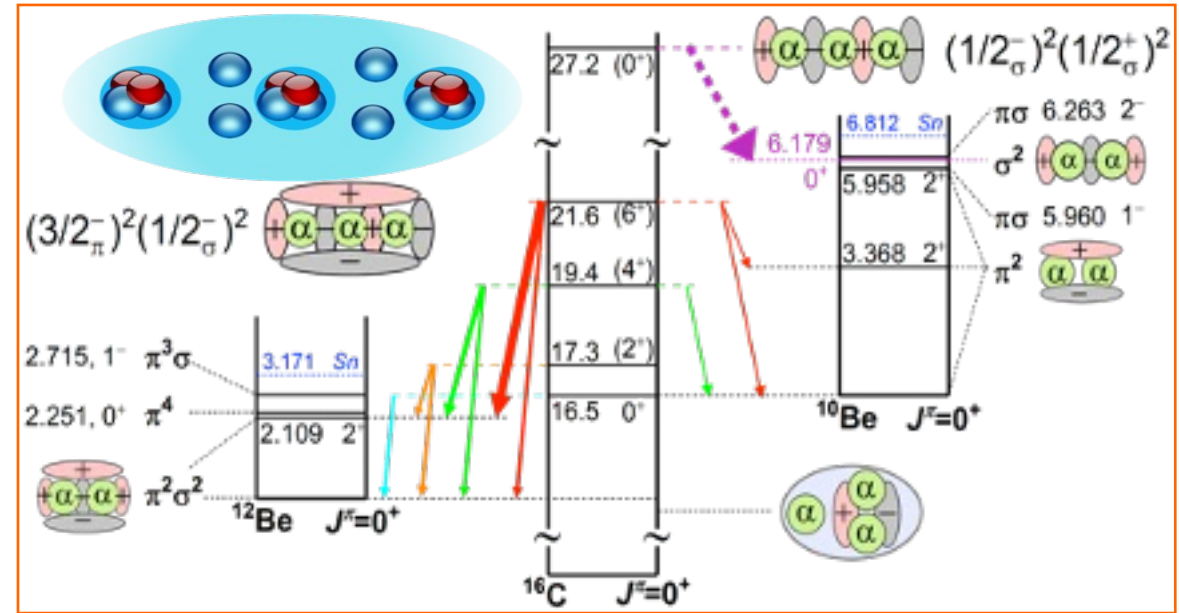 27.2 (0⁺)
+ α α + α −
(1/2⁻σ)²(1/2⁺σ)²
6.812 Sn
πσ 6.263 2⁻
6.179
0⁺
σ² + α − α +
5.958 2⁺
πσ 5.960 1⁻
3.368 2⁺
π²
+
α α
−
¹⁰Be Jᵖ=0⁺
(3/2⁻π)²(1/2⁻σ)²
+
+ α − α + α −
−
21.6 (6⁺)
19.4 (4⁺)
17.3 (2⁺)
16.5 0⁺
2.715, 1⁻ π³σ
3.171 Sn
2.251, 0⁺ π⁴
2.109 2⁺
π²σ²
+
+ α − α +
−
¹²Be Jᵖ=0⁺
α
α + −
α
¹⁶C Jᵖ=0⁺